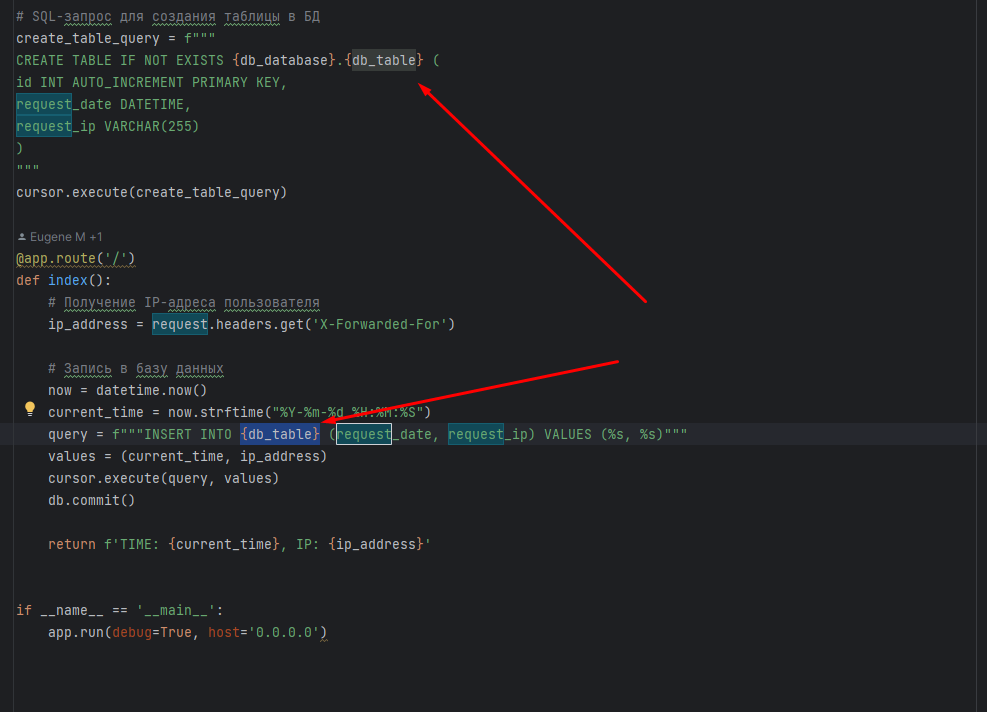 # SQL-запрос для создания таблицы в БД
create_table_query = f"""
CREATE TABLE IF NOT EXISTS {db_database}.{db_table} (
id INT AUTO_INCREMENT PRIMARY KEY,
request_date DATETIME,
request_ip VARCHAR(255)
)
"""
cursor.execute(create_table_query)
Eugene M +1
@app.route('/')
def index():
# Получение IP-адреса пользователя
ip_address = request.headers.get('X-Forwarded-For')
# Запись в базу данных
now = datetime.now()
current_time = now.strftime("%Y-%m-%d %H:%M:%S")
query = f"""INSERT INTO {db_table} (request_date, request_ip) VALUES (%s, %s)"""
values = (current_time, ip_address)
cursor.execute(query, values)
db.commit()
return f'TIME: {current_time}, IP: {ip_address}'
if __name__ == '__main__':
app.run(debug=True, host='0.0.0.0')